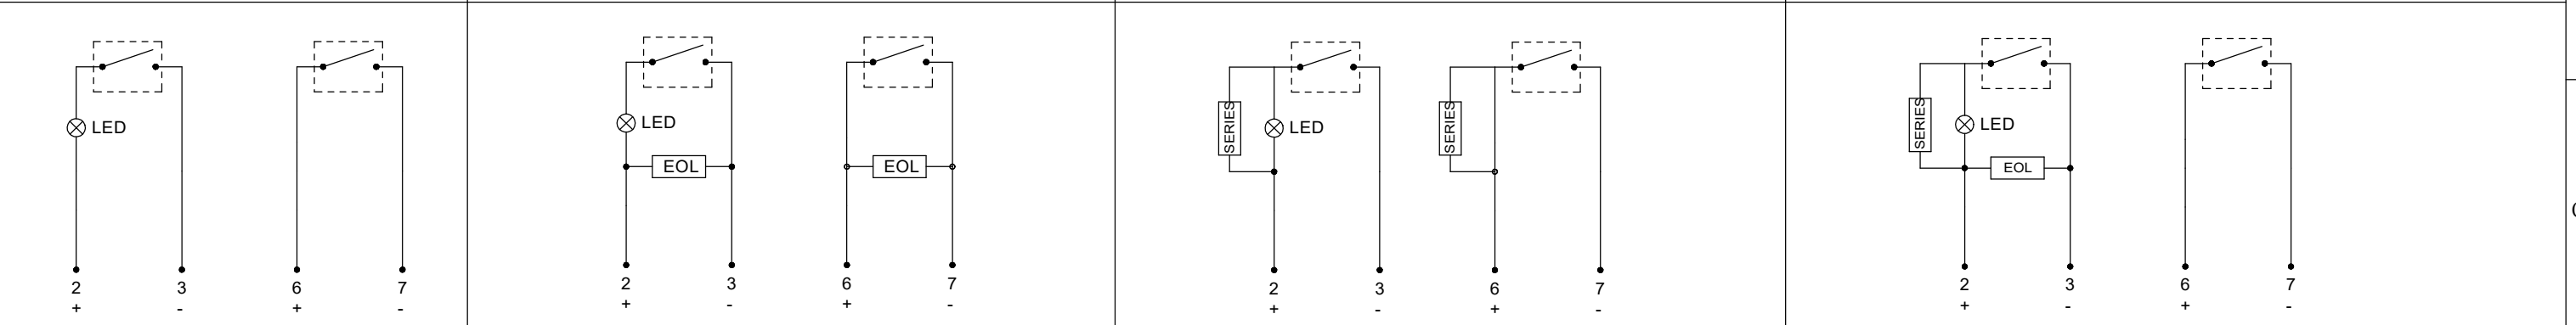 LED
2 3 6 7
+ - + -
LED
EOL EOL
2 3 6 7
+ - + -
SERIES LED SERIES
2 3 6 7
+ - + -
SERIES LED
EOL
2 3 6 7
+ - + -